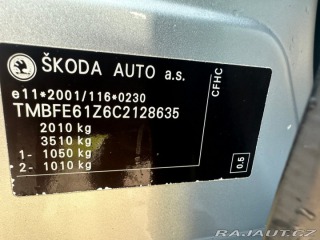 ŠKODA AUTO a.s.
e11*2001/116*0230
TMBFE61Z6C2128635
2010 kg
3510 kg
1- 1050 kg
2- 1010 kg
CFHC
0.5
RAJAUT.CZ